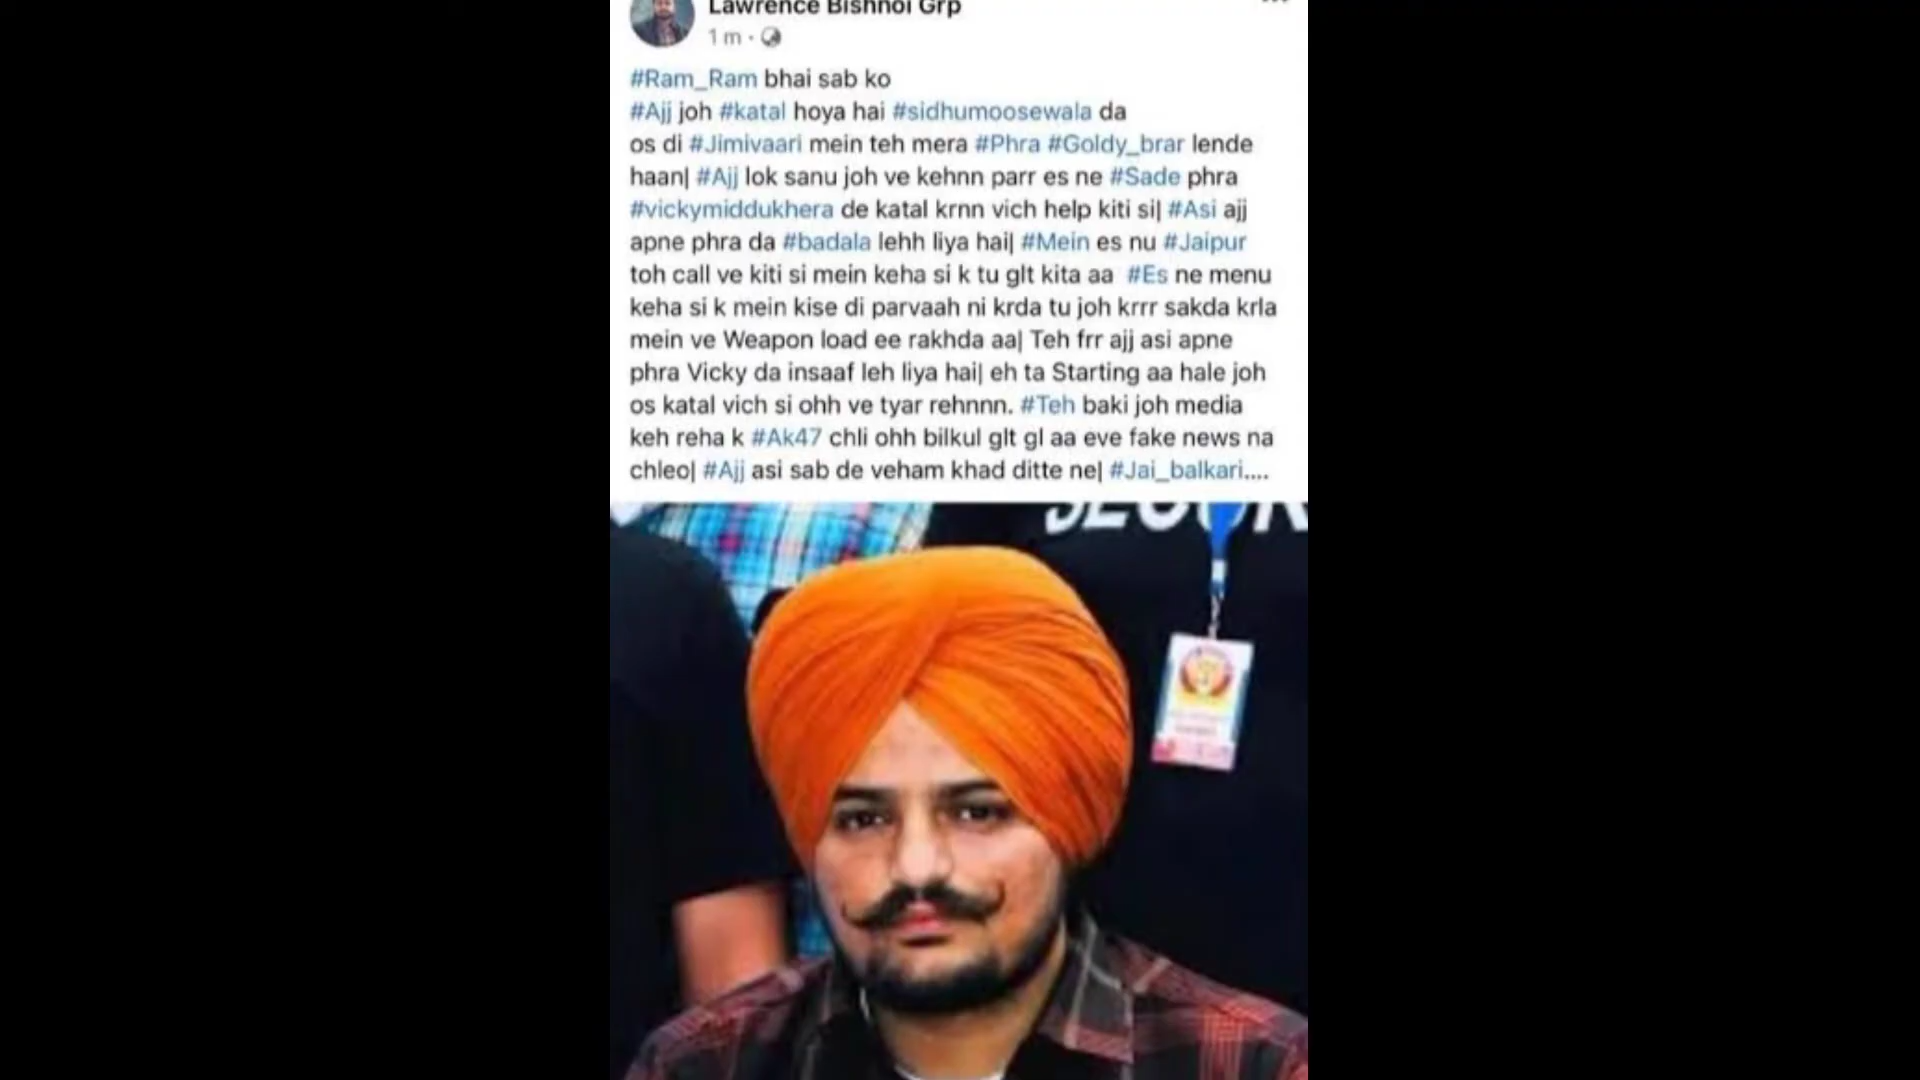 Lawrence Bishnoi Grp
1 m ·
#Ram_Ram bhai sab ko
#Ajj joh #katal hoya hai #sidhumoosewala da
os di #Jimivaari mein teh mera #Phra #Goldy_brar lende
haan| #Ajj lok sanu joh ve kehnn parr es ne #Sade phra
#vickymiddukhera de katal krnn vich help kiti si| #Asi ajj
apne phra da #badala lehh liya hai| #Mein es nu #Jaipur
toh call ve kiti si mein keha si k tu glt kita aa #Es ne menu
keha si k mein kise di parvaah ni krda tu joh krrr sakda krla
mein ve Weapon load ee rakhda aa| Teh frr ajj asi apne
phra Vicky da insaaf leh liya hai| eh ta Starting aa hale joh
os katal vich si ohh ve tyar rehnnn. #Teh baki joh media
keh reha k #Ak47 chli ohh bilkul glt gl aa eve fake news na
chleo| #Ajj asi sab de veham khad ditte ne| #Jai_balkari....